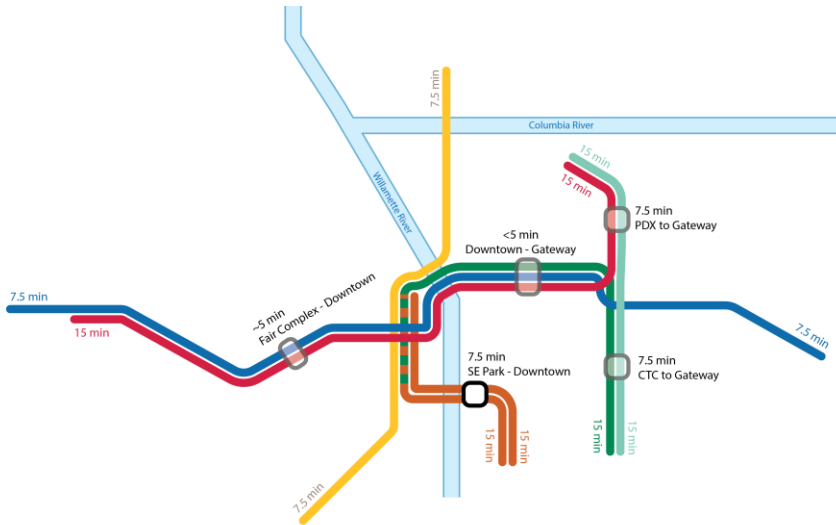 7.5 min
Columbia River
Willamette River
15 min
15 min
7.5 min
PDX to Gateway
<5 min
Downtown - Gateway
7.5 min
15 min
~5 min
Fair Complex - Downtown
7.5 min
7.5 min
SE Park - Downtown
7.5 min
CTC to Gateway
15 min
15 min
15 min
15 min
7.5 min